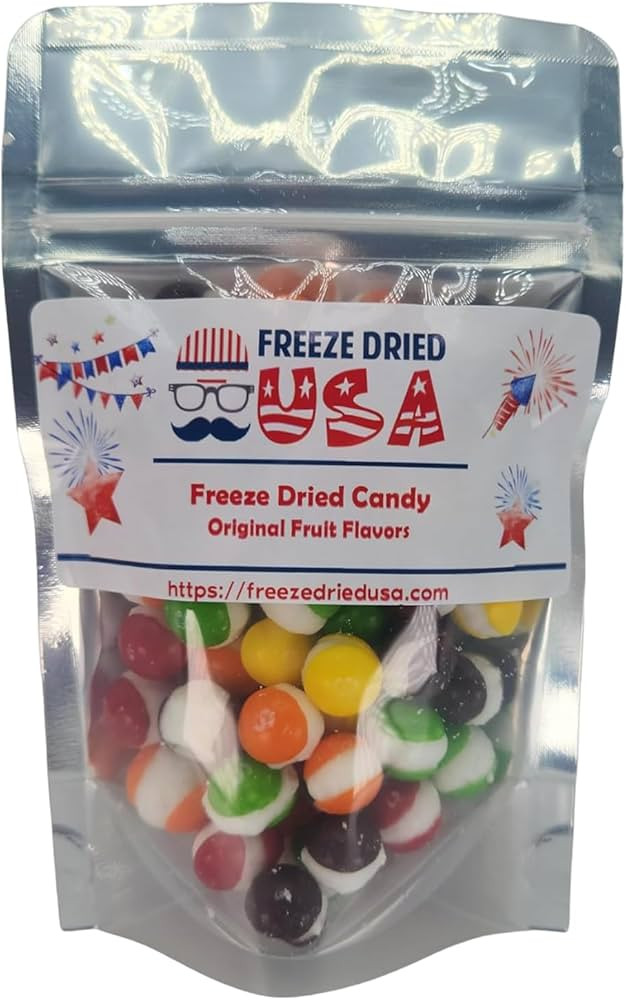 FREEZE DRIED
USA
Freeze Dried Candy
Original Fruit Flavors
https://freezedriedusa.com